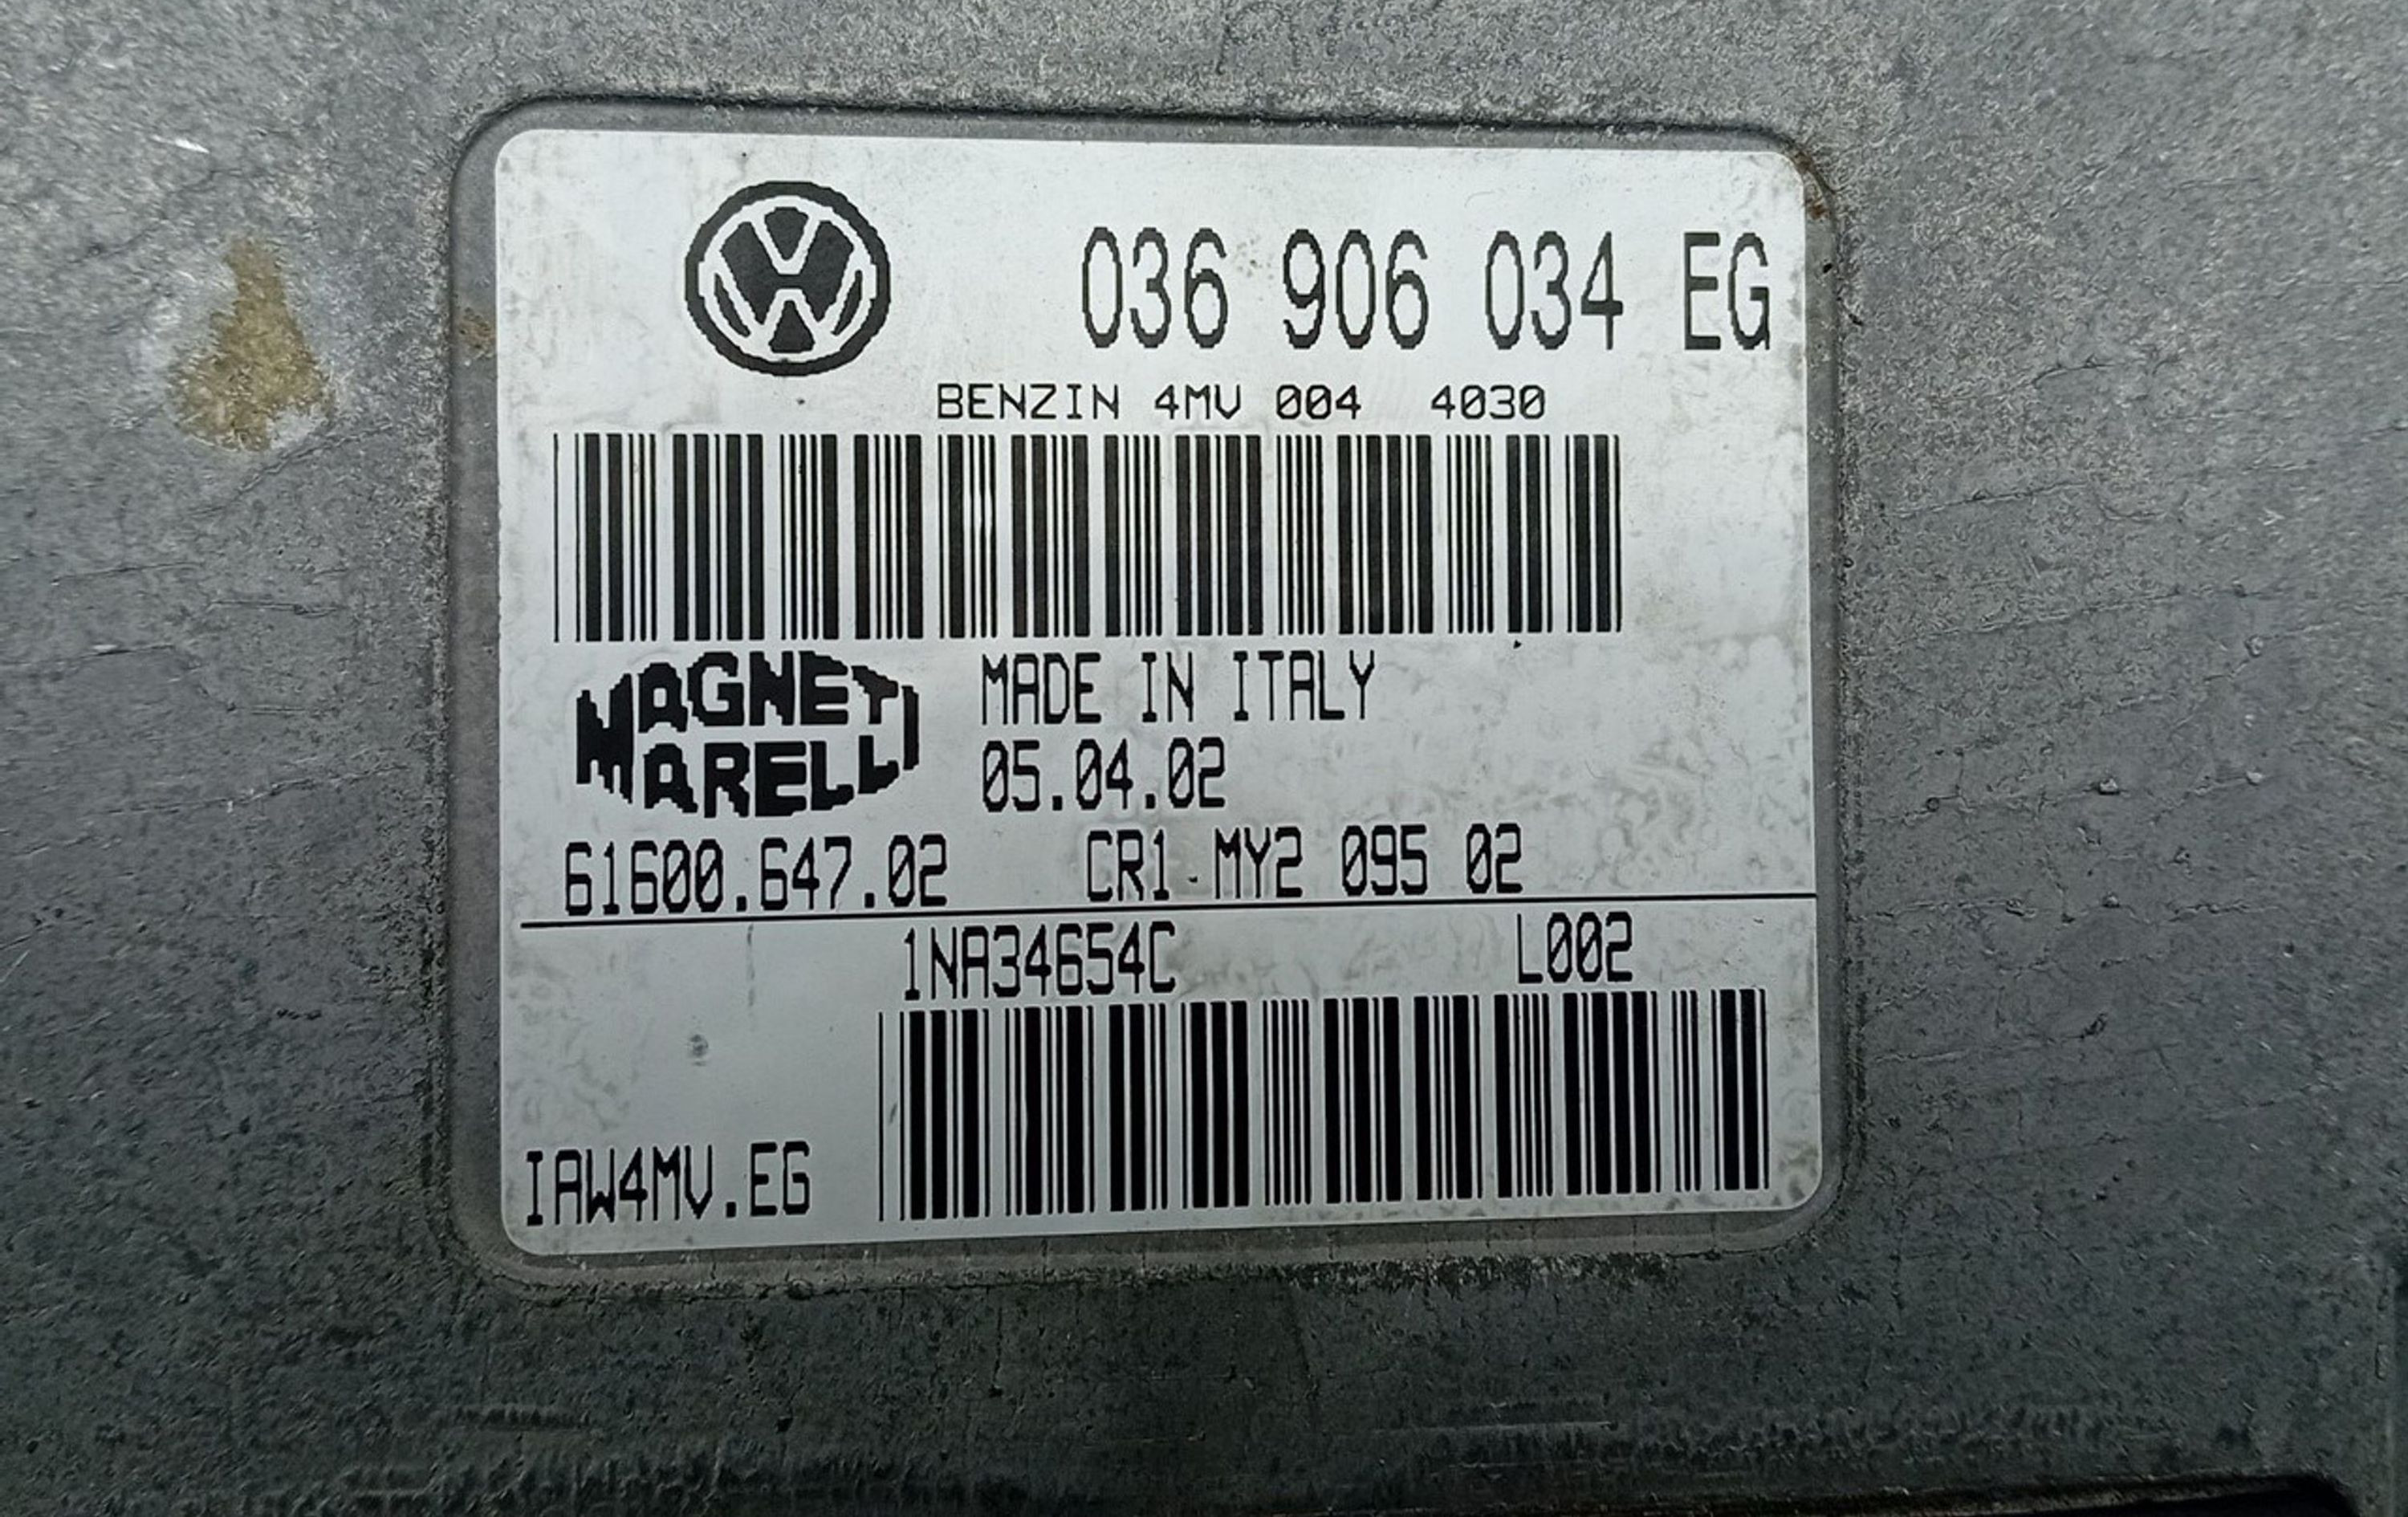 036 906 034 EG
BENZIN 4MV 004 4030
MAGNETI
MARELLI
MADE IN ITALY
05.04.02
61600.647.02 CR1 MY2 095 02
1NA34654C L002
IAW4MV.EG